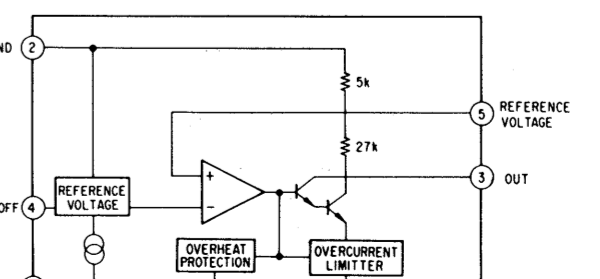 ND 2
5k
5 REFERENCE
VOLTAGE
27k
+
3 OUT
REFERENCE
VOLTAGE
OFF 4
-
OVERHEAT
PROTECTION
OVERCURRENT
LIMITTER